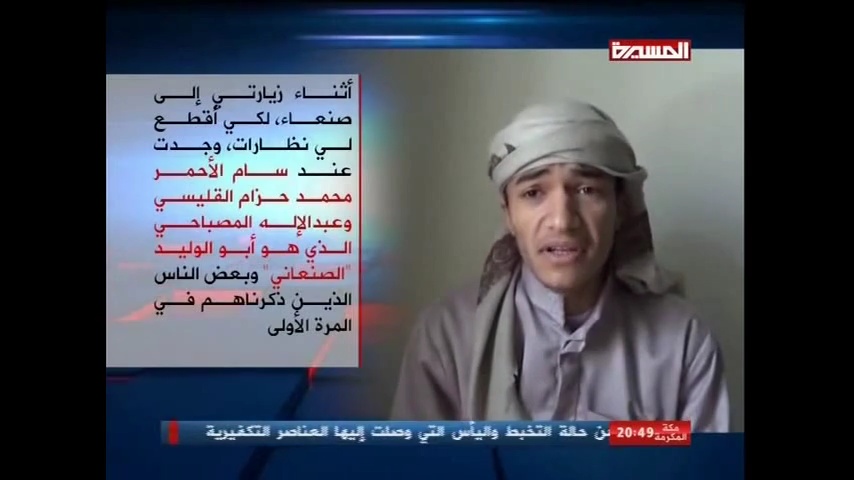 المسيرة
أثناء زيارتي إلى
صنعاء، لكي أقطع
لي نظارات، وجدت
عند سام الأحمر
محمد حزام القليسي
وعبدالإله المصباحي
الذي هو أبو الوليد
"الصنعاني" وبعض الناس
الذين ذكرناهم في
المرة الأولى
مكة المكرمة 20:49
من حالة التخبط واليأس التي وصلت إليها العناصر التكفيرية